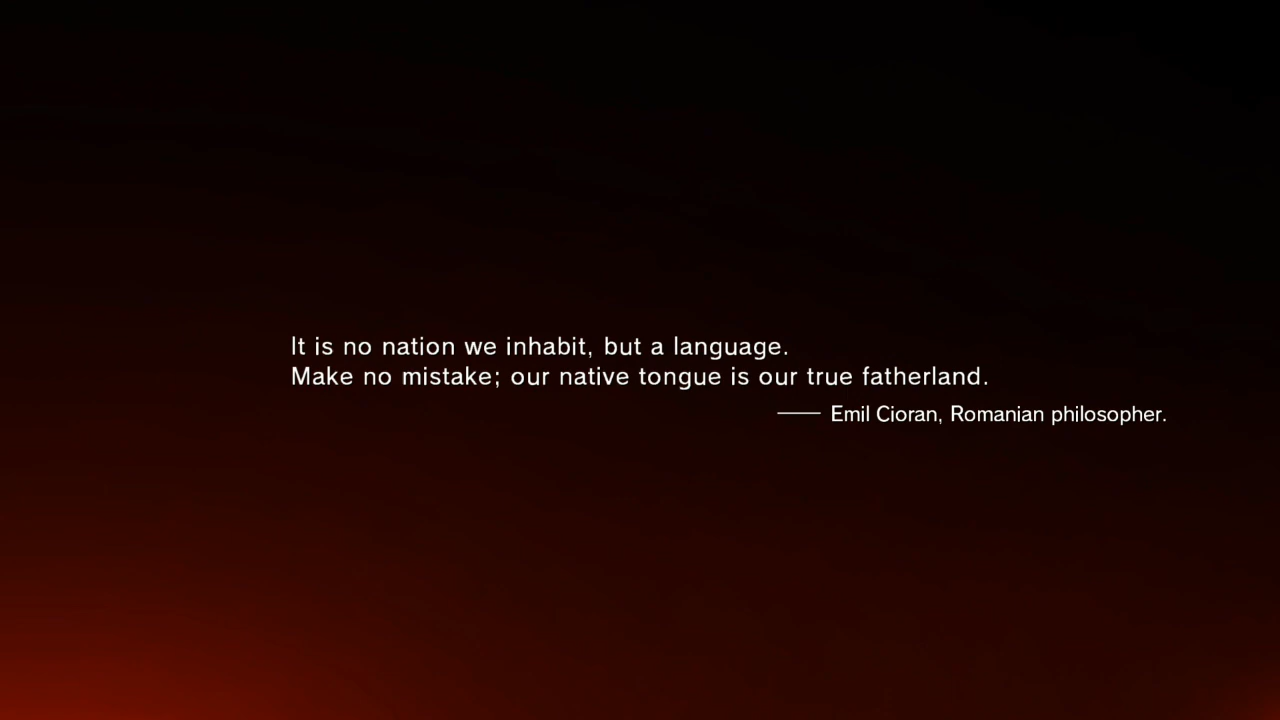 It is no nation we inhabit, but a language.
Make no mistake; our native tongue is our true fatherland.
—— Emil Cioran, Romanian philosopher.